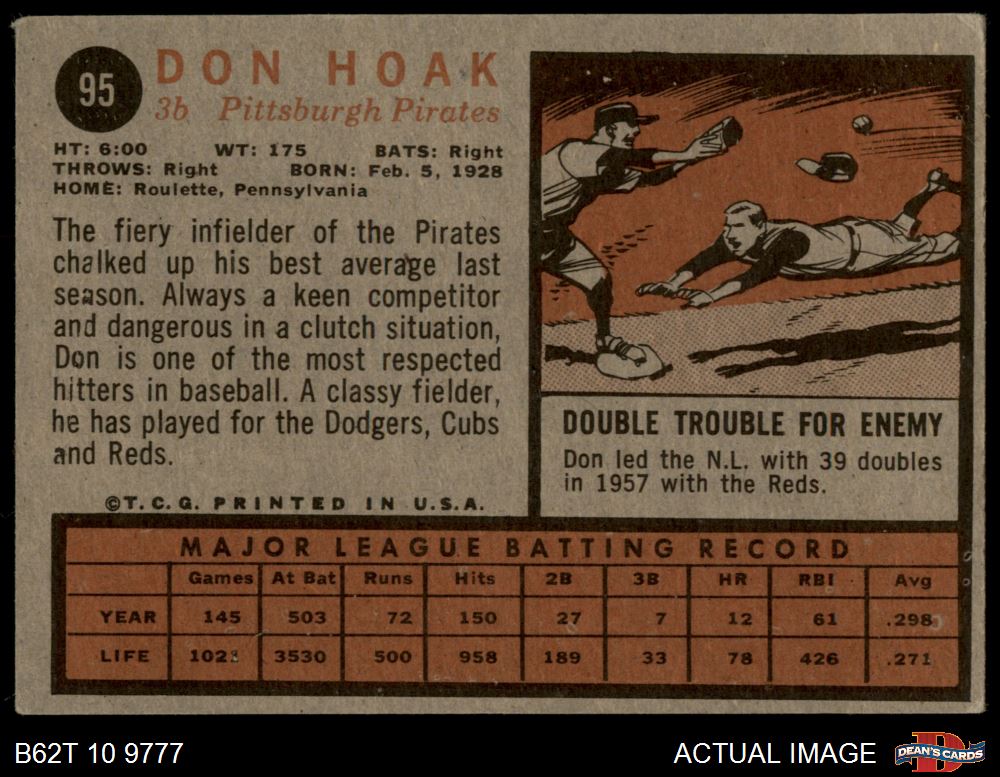 95
DON HOAK
3b Pittsburgh Pirates
HT: 6:00 WT: 175 BATS: Right
THROWS: Right BORN: Feb. 5, 1928
HOME: Roulette, Pennsylvania
The fiery infielder of the Pirates
chalked up his best average last
season. Always a keen competitor
and dangerous in a clutch situation,
Don is one of the most respected
hitters in baseball. A classy fielder,
he has played for the Dodgers, Cubs
and Reds.
©T.C.G. PRINTED IN U.S.A.
DOUBLE TROUBLE FOR ENEMY
Don led the N.L. with 39 doubles
in 1957 with the Reds.
MAJOR LEAGUE BATTING RECORD
Games At Bat Runs Hits 2B 3B HR RBI Avg
YEAR 145 503 72 150 27 7 12 61 .298
LIFE 3530 500 958 189 33 78 426 .271
B62T 10 9777
ACTUAL IMAGE
D
DEAN'S CARDS